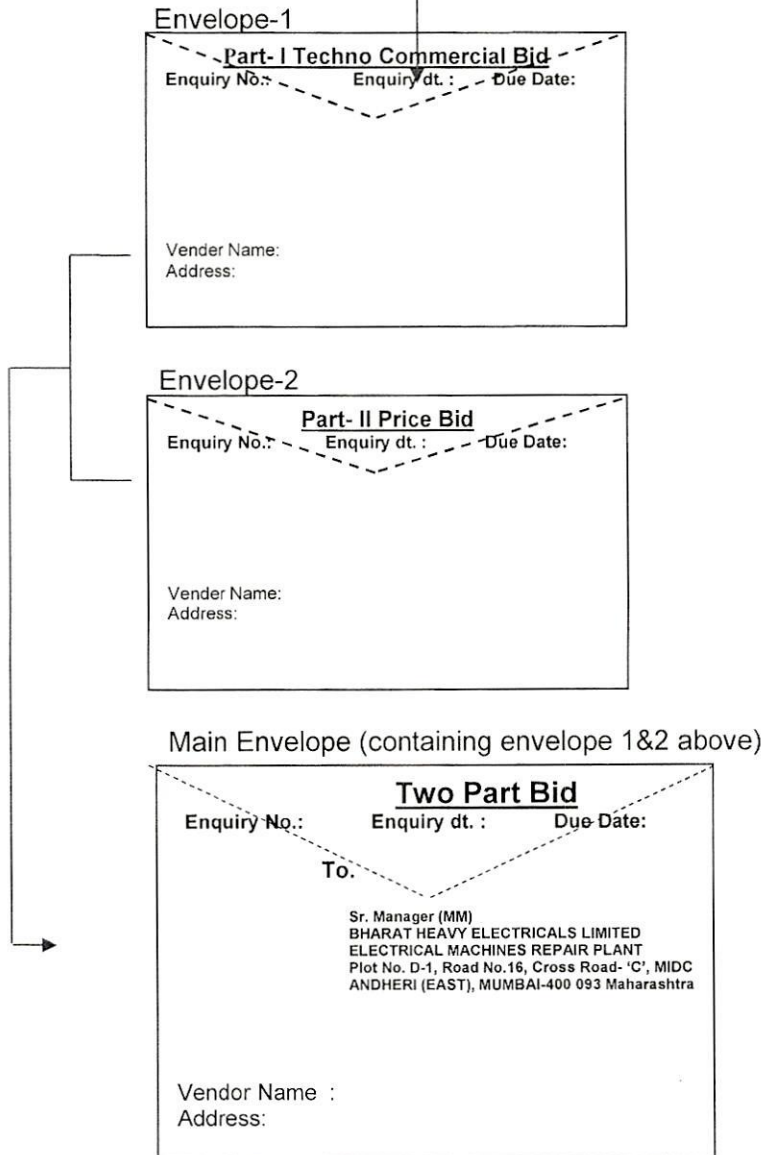 Envelope-1
Part- I Techno Commercial Bid
Enquiry No.: Enquiry dt. : Due Date:
Vender Name:
Address:
Envelope-2
Part- II Price Bid
Enquiry No.: Enquiry dt. : Due Date:
Vender Name:
Address:
Main Envelope (containing envelope 1&2 above)
Two Part Bid
Enquiry No.: Enquiry dt. : Due Date:
To.
Sr. Manager (MM)
BHARAT HEAVY ELECTRICALS LIMITED
ELECTRICAL MACHINES REPAIR PLANT
Plot No. D-1, Road No.16, Cross Road- ‘C’, MIDC
ANDHERI (EAST), MUMBAI-400 093 Maharashtra
Vendor Name :
Address: